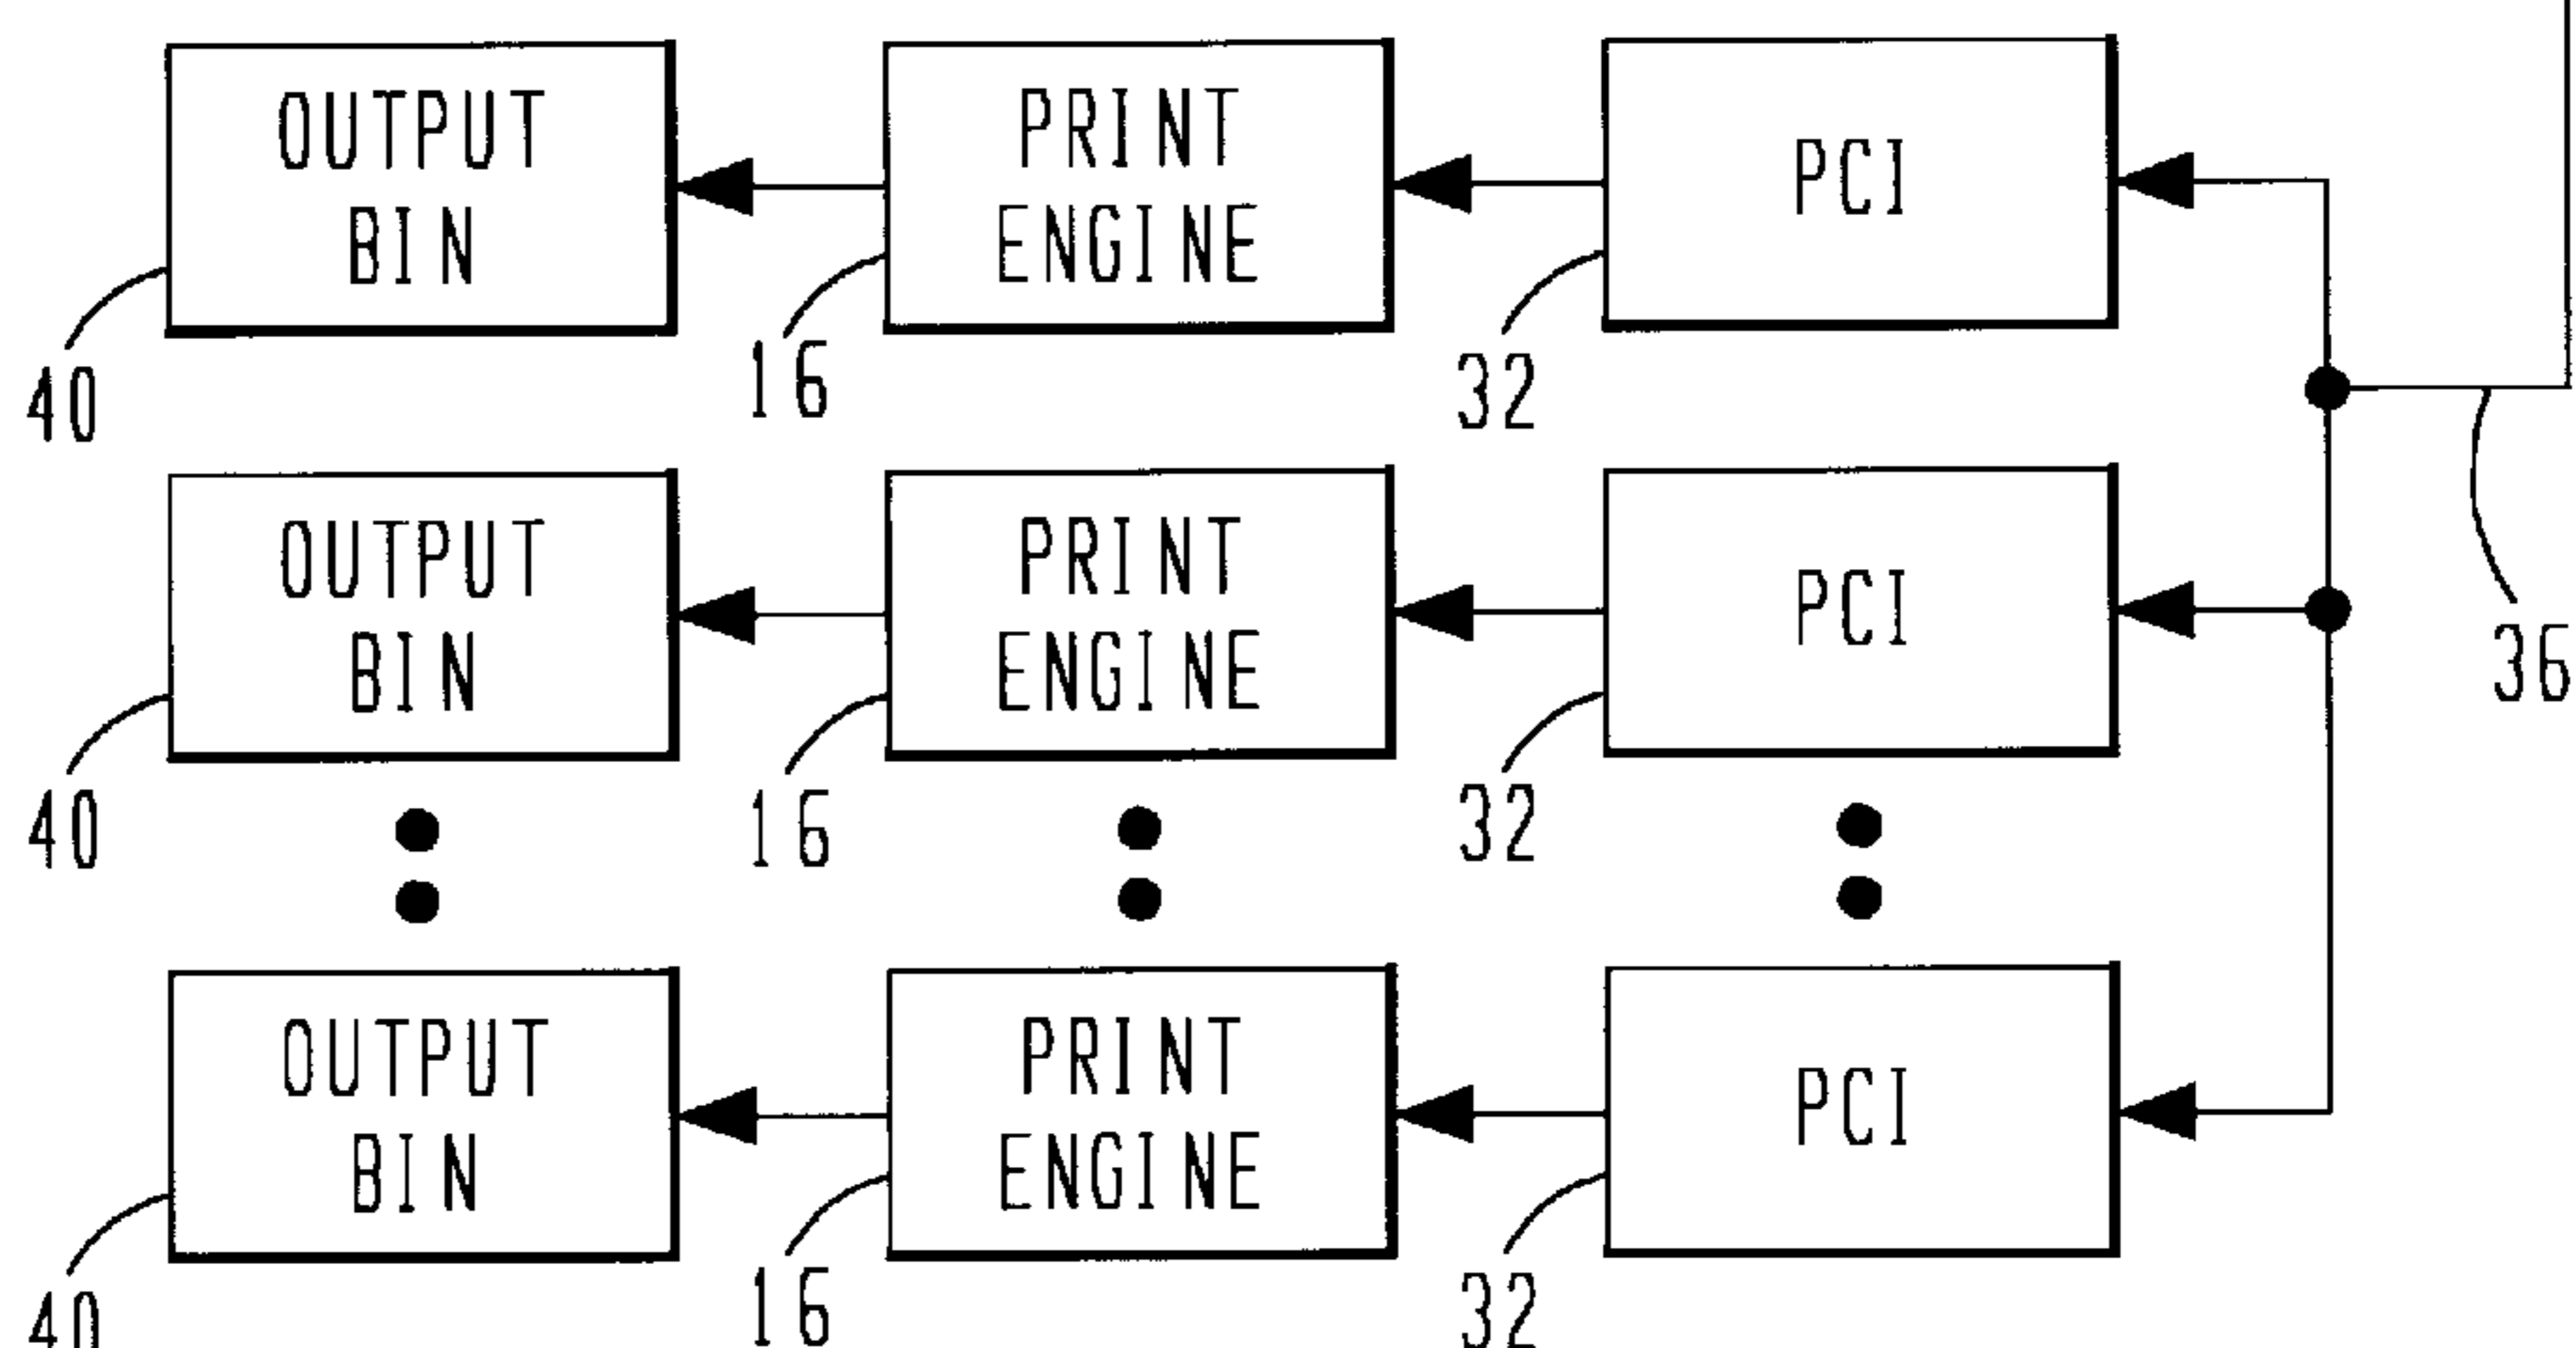 OUTPUT
BIN
PRINT
ENGINE
PCI
40
16
32
OUTPUT
BIN
PRINT
ENGINE
PCI
36
40
16
32
OUTPUT
BIN
PRINT
ENGINE
PCI
40
16
32